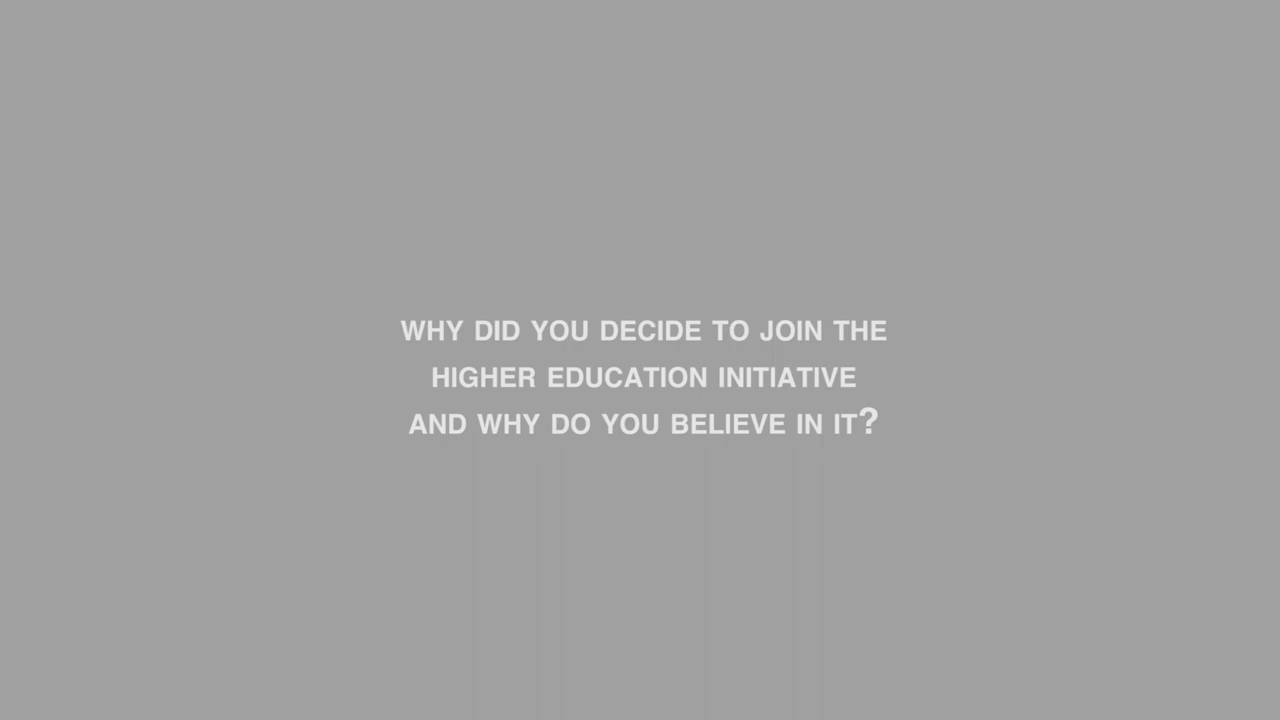 WHY DID YOU DECIDE TO JOIN THE
HIGHER EDUCATION INITIATIVE
AND WHY DO YOU BELIEVE IN IT?